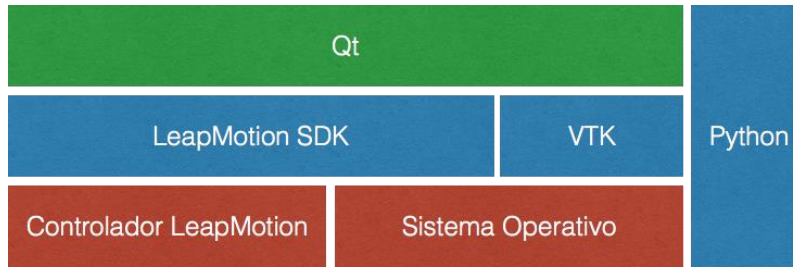 Qt
LeapMotion SDK
VTK
Python
Controlador LeapMotion
Sistema Operativo